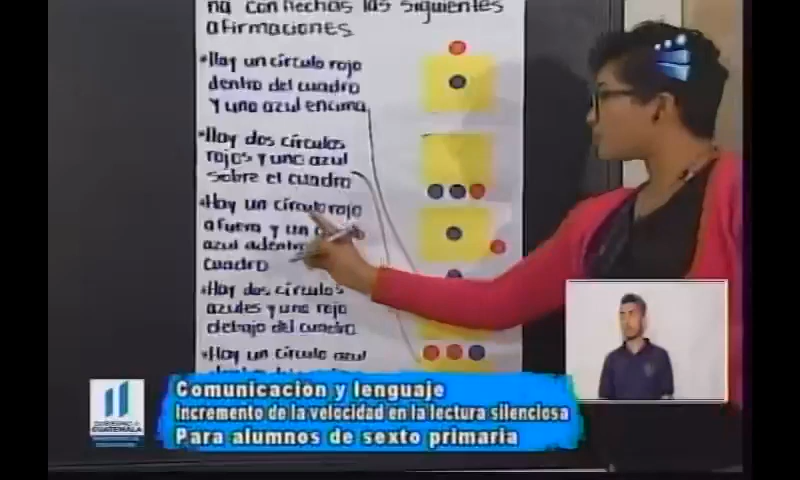 na con flechas las siguientes
afirmaciones
•Hay un círculo rojo
dentro del cuadro
Y uno azul encima
•Hay dos círculos
rojos y uno azul
sobre el cuadro
•Hay un círculo rojo
afuera y un
azul adentro
cuadro
•Hay dos círculos
azules y uno rojo
debajo del cuadro
•Hay un círculo azul
Comunicación y lenguaje
Incremento de la velocidad en la lectura silenciosa
Para alumnos de sexto primaria
GUATEMALA